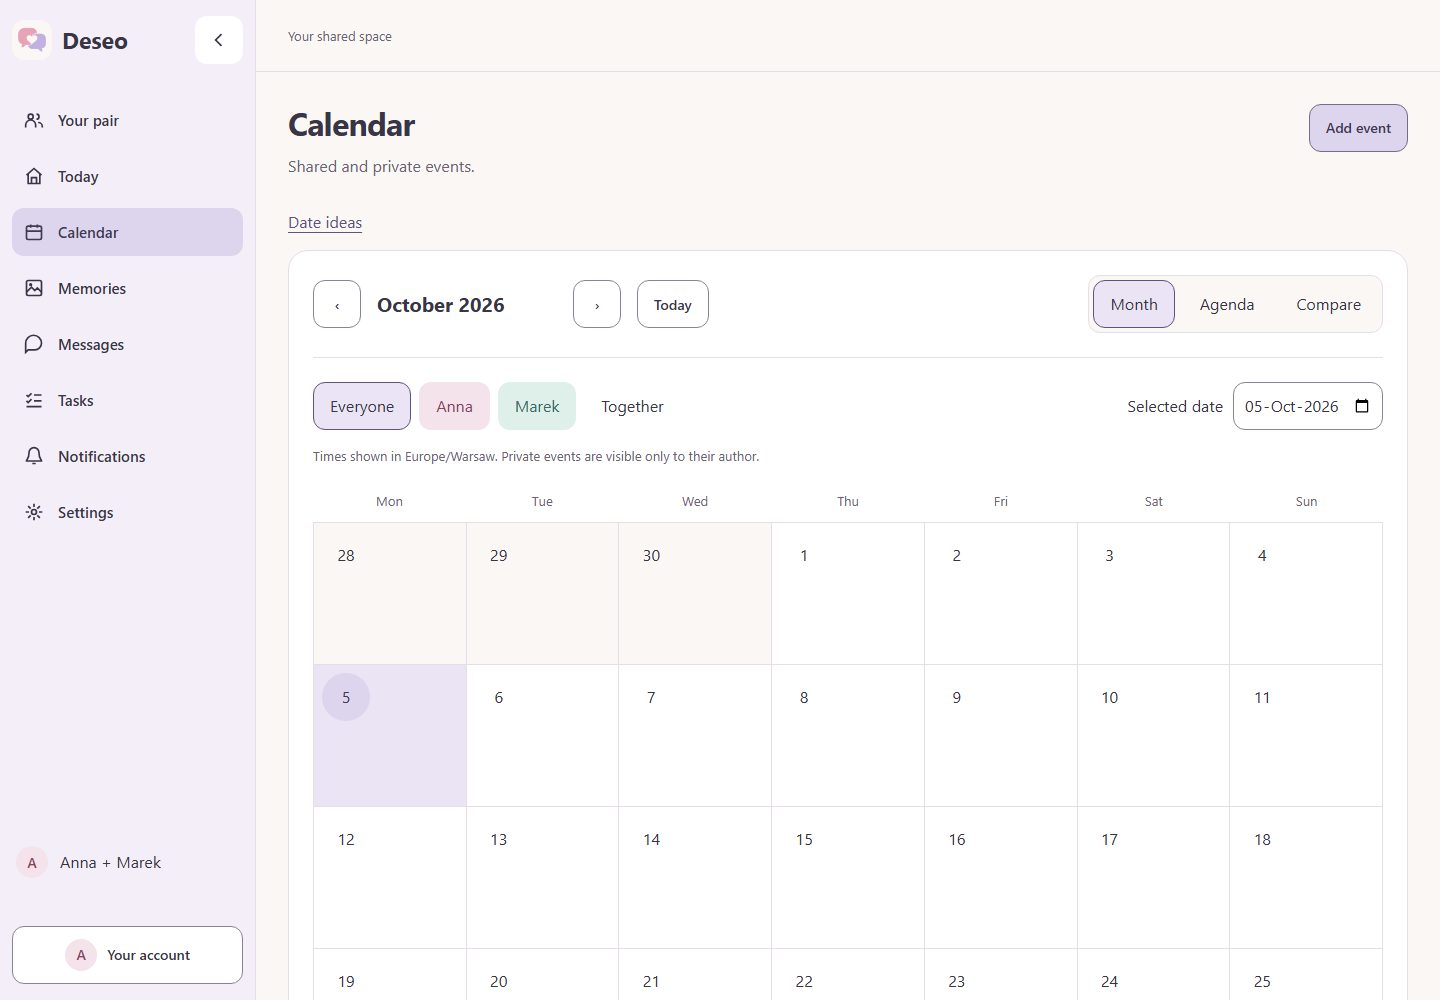 Deseo
Your pair
Today
Calendar
Memories
Messages
Tasks
Notifications
Settings
A Anna + Marek
A Your account
Your shared space
Calendar
Add event
Shared and private events.
Date ideas
‹ October 2026 › Today Month Agenda Compare
Everyone Anna Marek Together Selected date 05-Oct-2026
Times shown in Europe/Warsaw. Private events are visible only to their author.
Mon Tue Wed Thu Fri Sat Sun
28 29 30 1 2 3 4
5 6 7 8 9 10 11
12 13 14 15 16 17 18
19 20 21 22 23 24 25